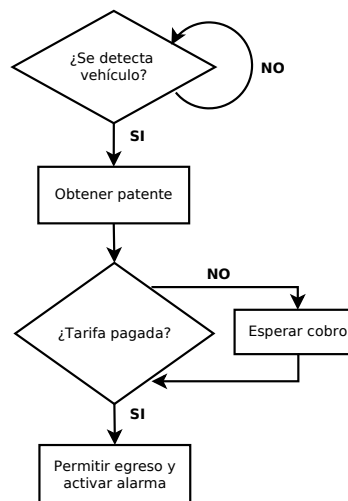 ¿Se detecta
vehículo?
NO
SI
Obtener patente
NO
¿Tarifa pagada?
Esperar cobro
SI
Permitir egreso y
activar alarma